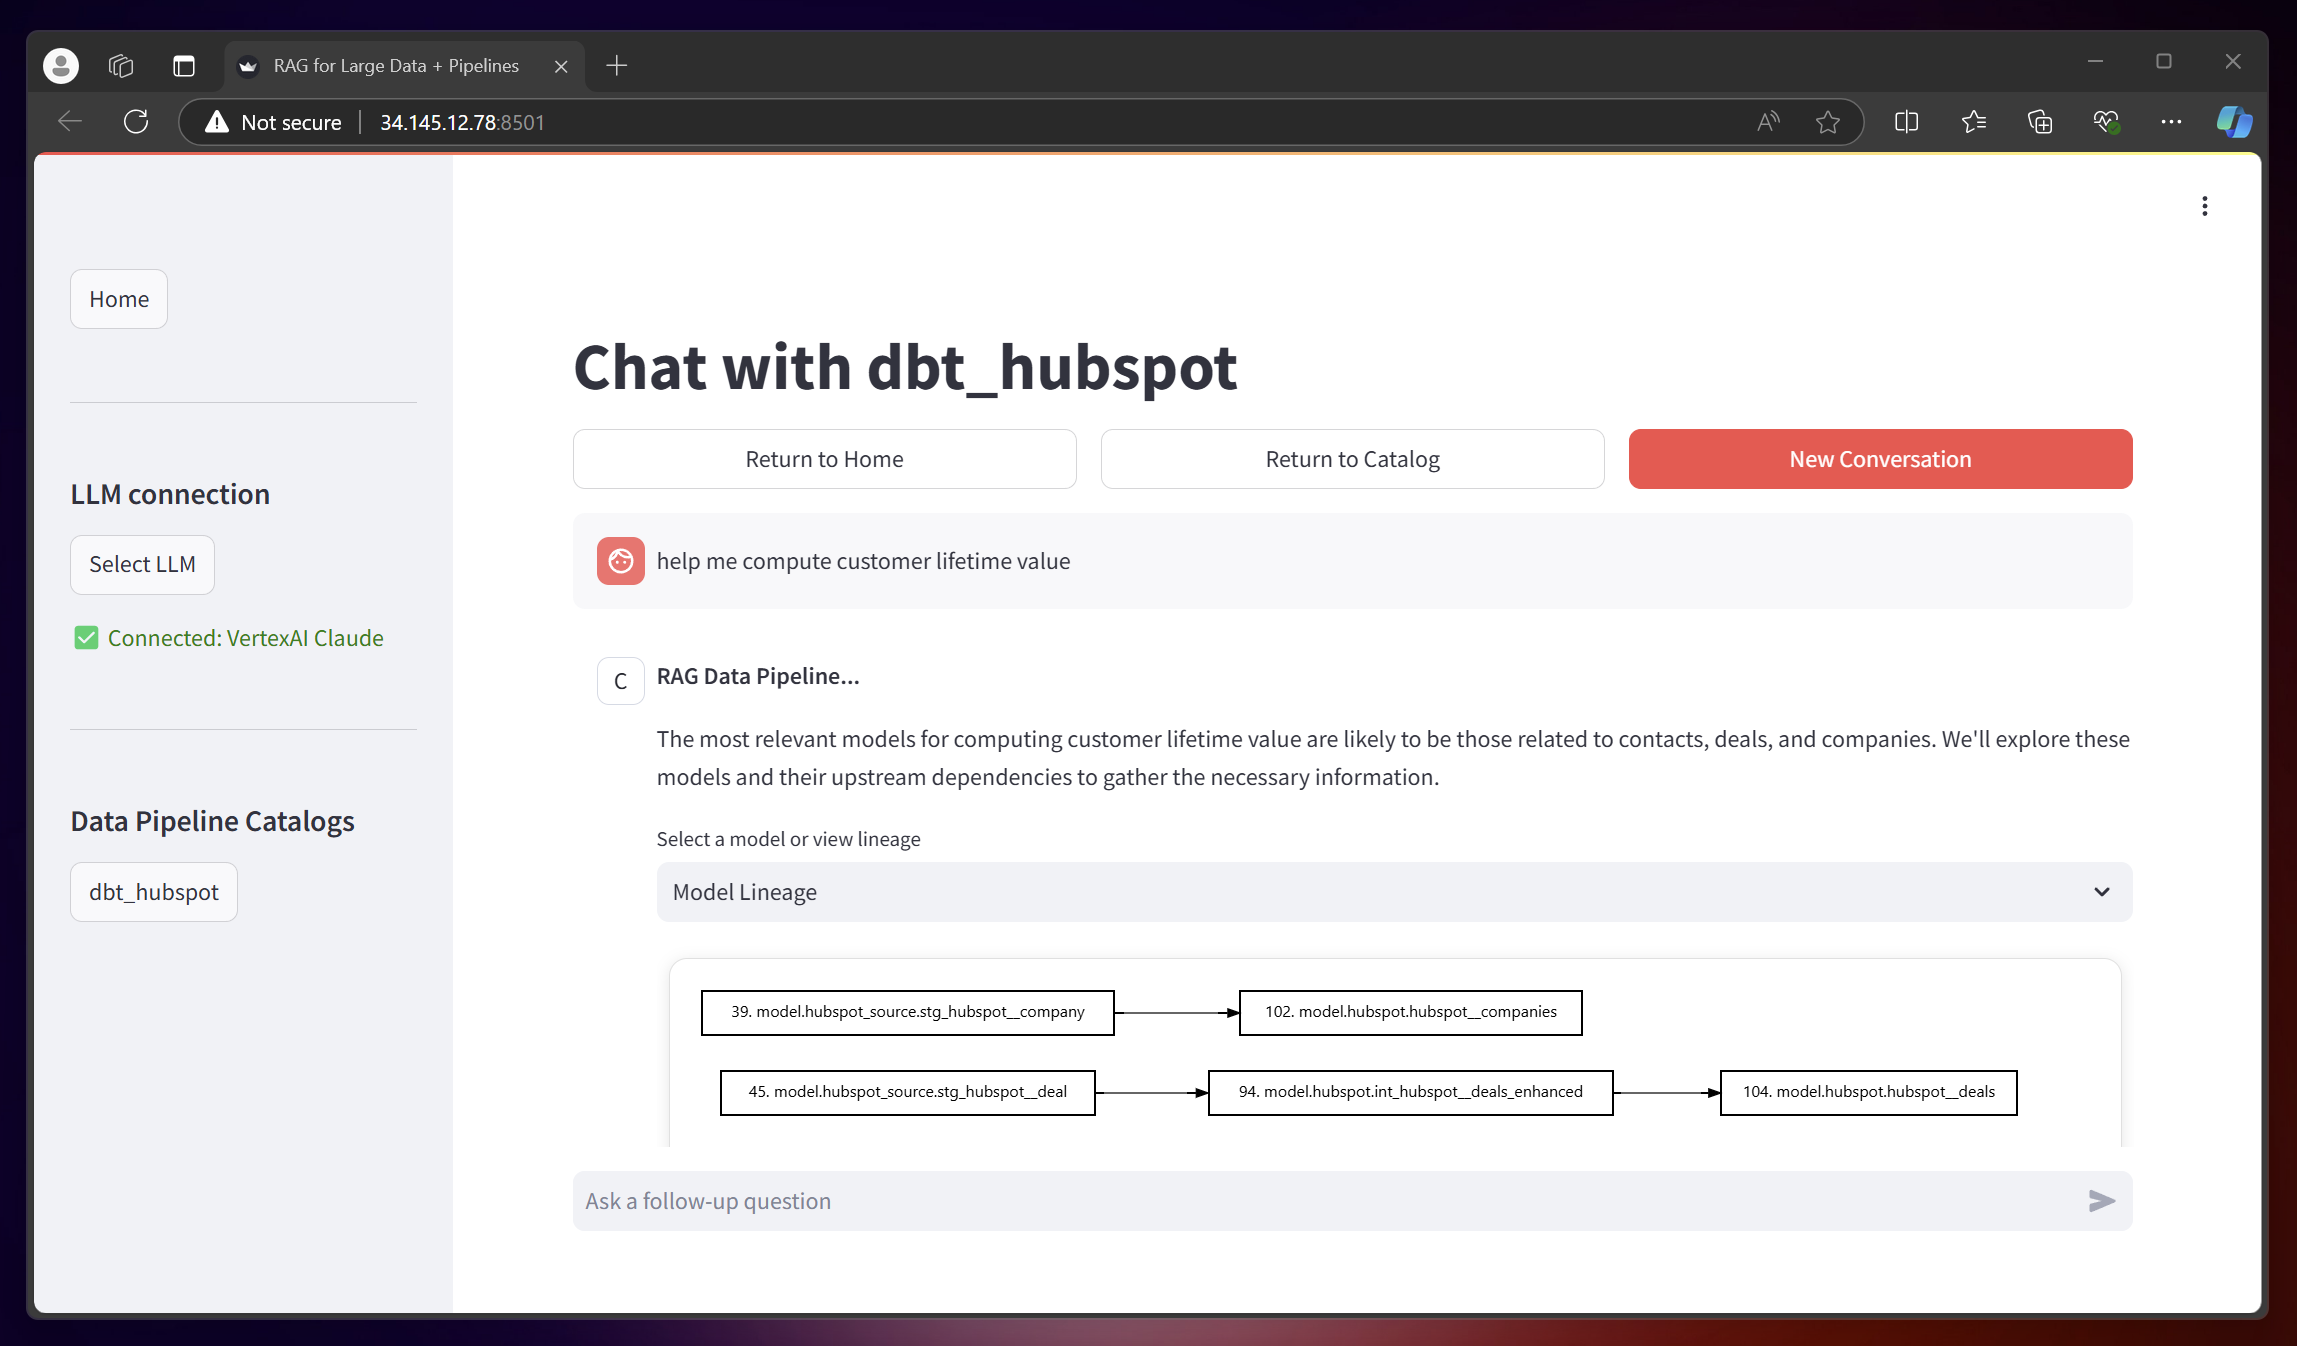 RAG for Large Data + Pipelines
Not secure
34.145.12.78:8501
Home
LLM connection
Select LLM
Connected: VertexAI Claude
Data Pipeline Catalogs
dbt_hubspot
Chat with dbt_hubspot
Return to Home
Return to Catalog
New Conversation
help me compute customer lifetime value
C
RAG Data Pipeline...
The most relevant models for computing customer lifetime value are likely to be those related to contacts, deals, and companies. We'll explore these
models and their upstream dependencies to gather the necessary information.
Select a model or view lineage
Model Lineage
39. model.hubspot_source.stg_hubspot__company
102. model.hubspot.hubspot__companies
45. model.hubspot_source.stg_hubspot__deal
94. model.hubspot.int_hubspot__deals_enhanced
104. model.hubspot.hubspot__deals
Ask a follow-up question